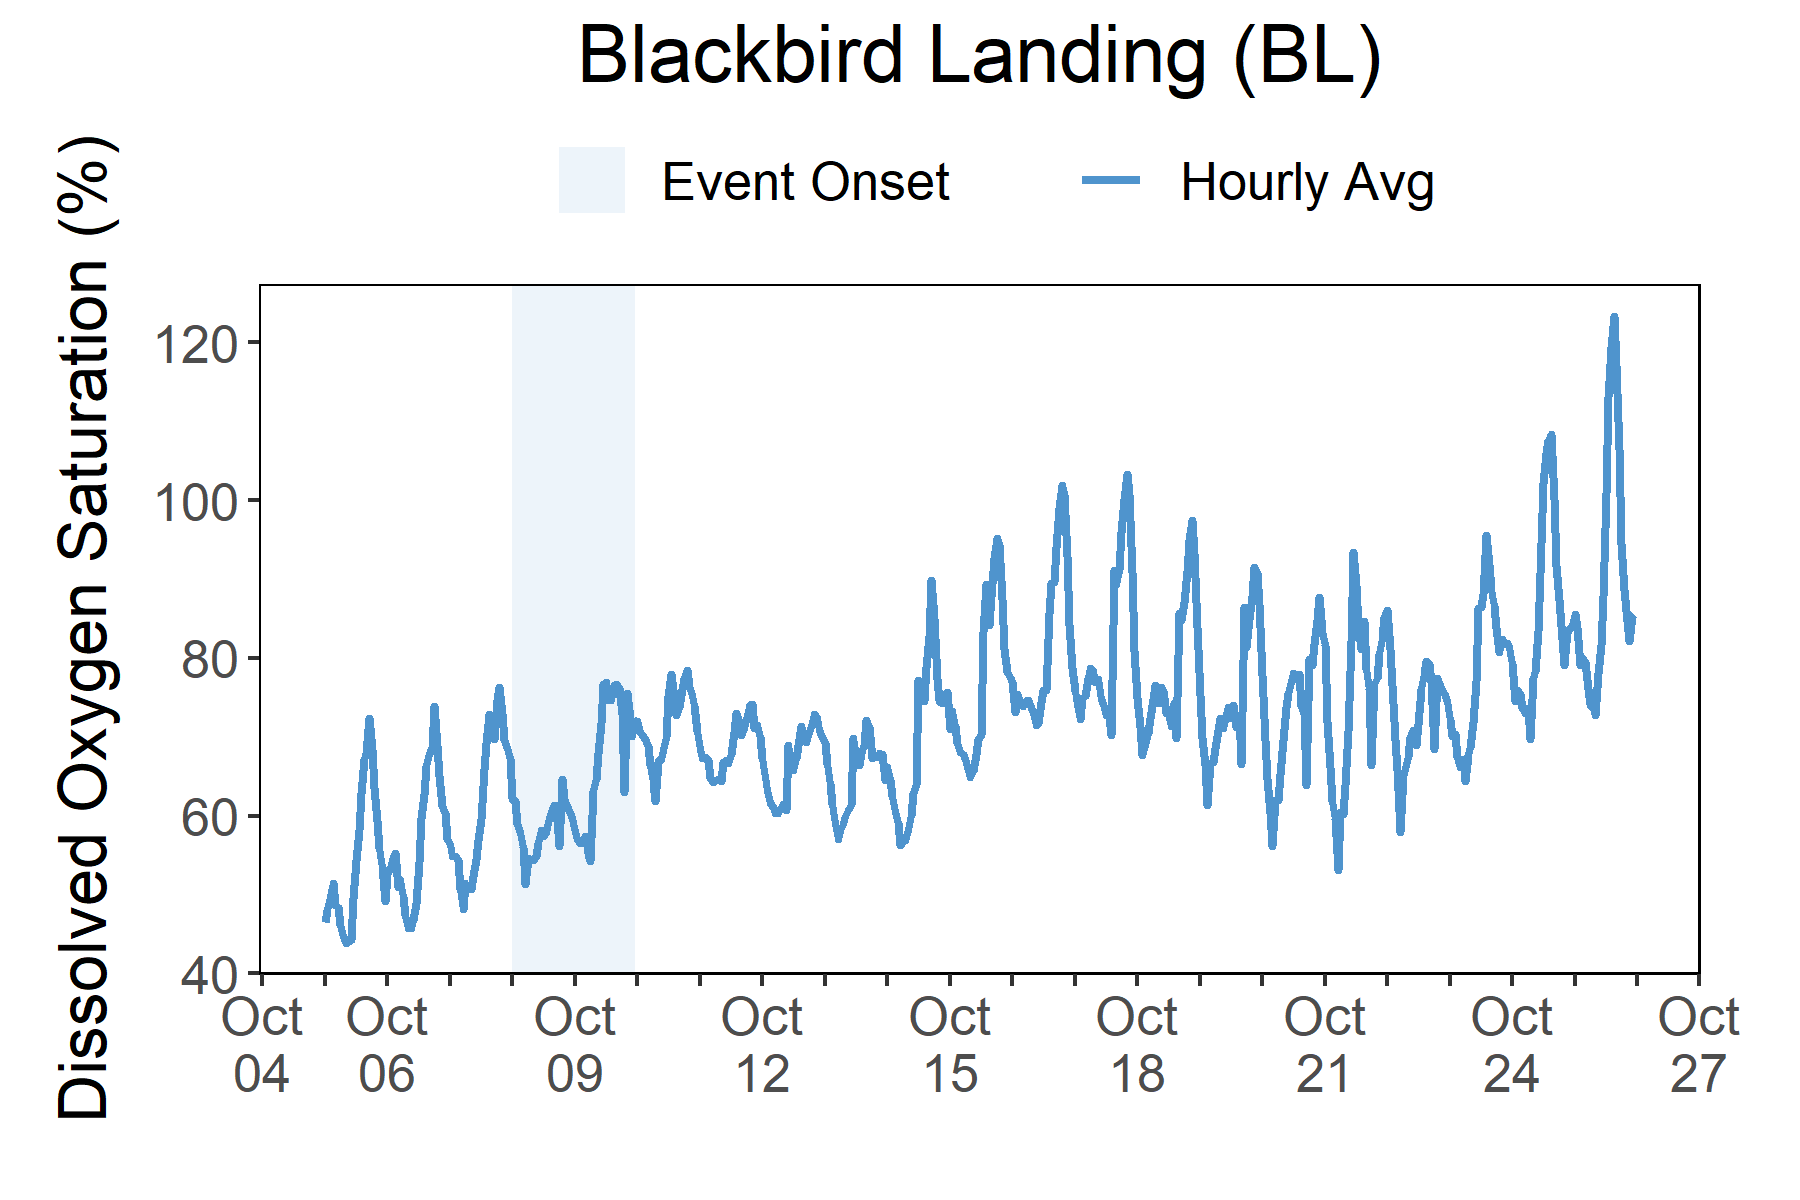 Blackbird Landing (BL)
Event Onset
Hourly Avg
Dissolved Oxygen Saturation (%)
120
100
80
60
40
Oct 04
Oct 06
Oct 09
Oct 12
Oct 15
Oct 18
Oct 21
Oct 24
Oct 27